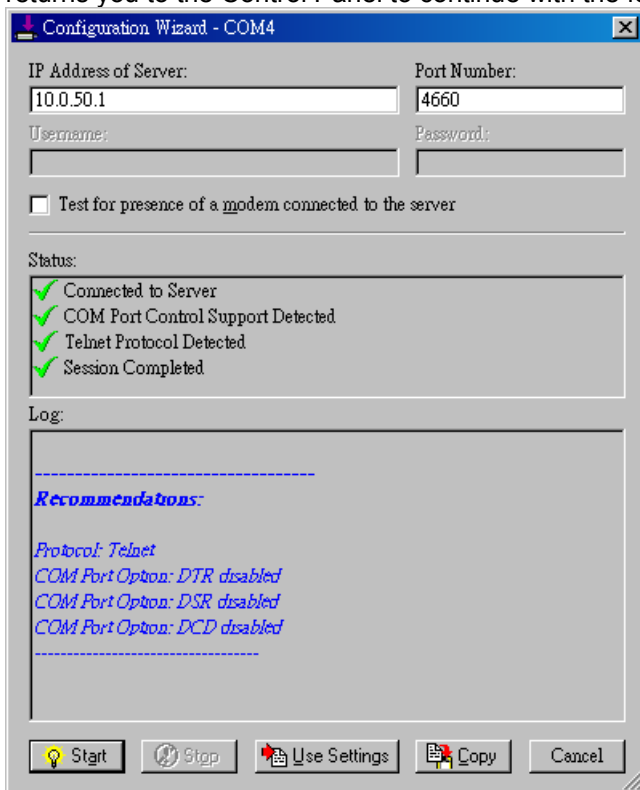 returns you to the Control Panel to continue with the
Configuration Wizard - COM4
IP Address of Server: Port Number:
10.0.50.1 4660
Username: Password:
Test for presence of a modem connected to the server
Status:
Connected to Server
COM Port Control Support Detected
Telnet Protocol Detected
Session Completed
Log:
-----------------------------------
Recommendations:
Protocol: Telnet
COM Port Option: DTR disabled
COM Port Option: DSR disabled
COM Port Option: DCD disabled
----------------------------------
Start Stop Use Settings Copy Cancel